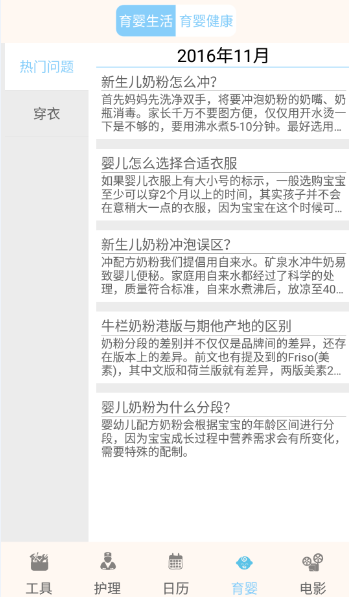 育婴生活 育婴健康
热门问题
穿衣
2016年11月
新生儿奶粉怎么冲?
首先妈妈先洗净双手，将要冲泡奶粉的奶嘴、奶
瓶消毒。家长千万不要图方便，仅仅用开水烫一
下是不够的，要用沸水煮5-10分钟。最好选用...
婴儿怎么选择合适衣服
如果婴儿衣服上有大小号的标示，一般选购宝宝
至少可以穿2个月以上的时间，其实孩子并不会
在意稍大一点的衣服，因为宝宝在这个时候可...
新生儿奶粉冲泡误区?
冲配方奶粉我们提倡用自来水。矿泉水冲牛奶易
致婴儿便秘。家庭用自来水都经过了科学的处
理，质量符合标准，自来水煮沸后，放凉至40...
牛栏奶粉港版与期他产地的区别
奶粉分段的差别并不仅仅是品牌间的差异，还存
在版本上的差异。前文也有提及到的Friso(美
素)，其中文版和荷兰版就有差异，两版美素2...
婴儿奶粉为什么分段?
婴幼儿配方奶粉会根据宝宝的年龄区间进行分
段，因为宝宝成长过程中营养需求会有所变化，
需要特殊的配制。
工具 护理 日历 育婴 电影